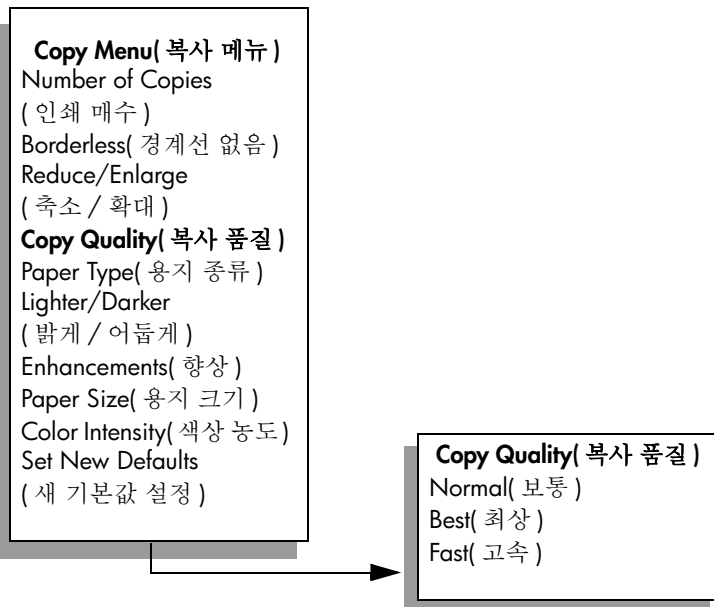 Copy Menu( 복사 메뉴 )
Number of Copies
( 인쇄 매수 )
Borderless( 경계선 없음 )
Reduce/Enlarge
( 축소 / 확대 )
Copy Quality( 복사 품질 )
Paper Type( 용지 종류 )
Lighter/Darker
( 밝게 / 어둡게 )
Enhancements( 향상 )
Paper Size( 용지 크기 )
Color Intensity( 색상 농도 )
Set New Defaults
( 새 기본값 설정 )
Copy Quality( 복사 품질 )
Normal( 보통 )
Best( 최상 )
Fast( 고속 )